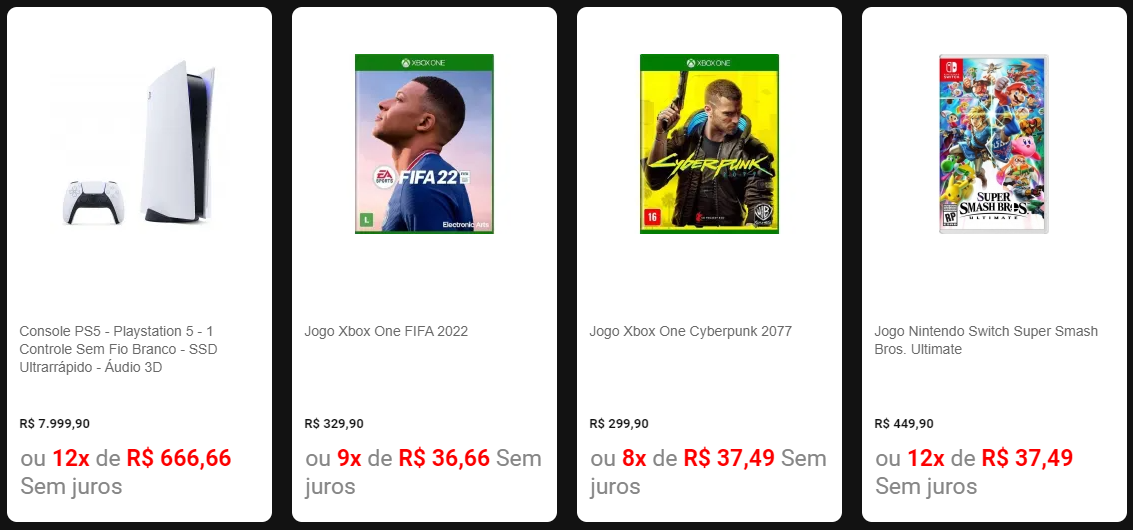 XBOX ONE
EA
SPORTS
FIFA 22
L
Electronic Arts
XBOX ONE
CYBERPUNK
16
CD PROJEKT RED
NINTENDO
SWITCH
SUPER
SMASH BROS.
ULTIMATE
RP
Console PS5 - Playstation 5 - 1
Controle Sem Fio Branco - SSD
Ultrarrápido - Áudio 3D
R$ 7.999,90
ou 12x de R$ 666,66
Sem juros
Jogo Xbox One FIFA 2022
R$ 329,90
ou 9x de R$ 36,66 Sem
juros
Jogo Xbox One Cyberpunk 2077
R$ 299,90
ou 8x de R$ 37,49 Sem
juros
Jogo Nintendo Switch Super Smash
Bros. Ultimate
R$ 449,90
ou 12x de R$ 37,49
Sem juros